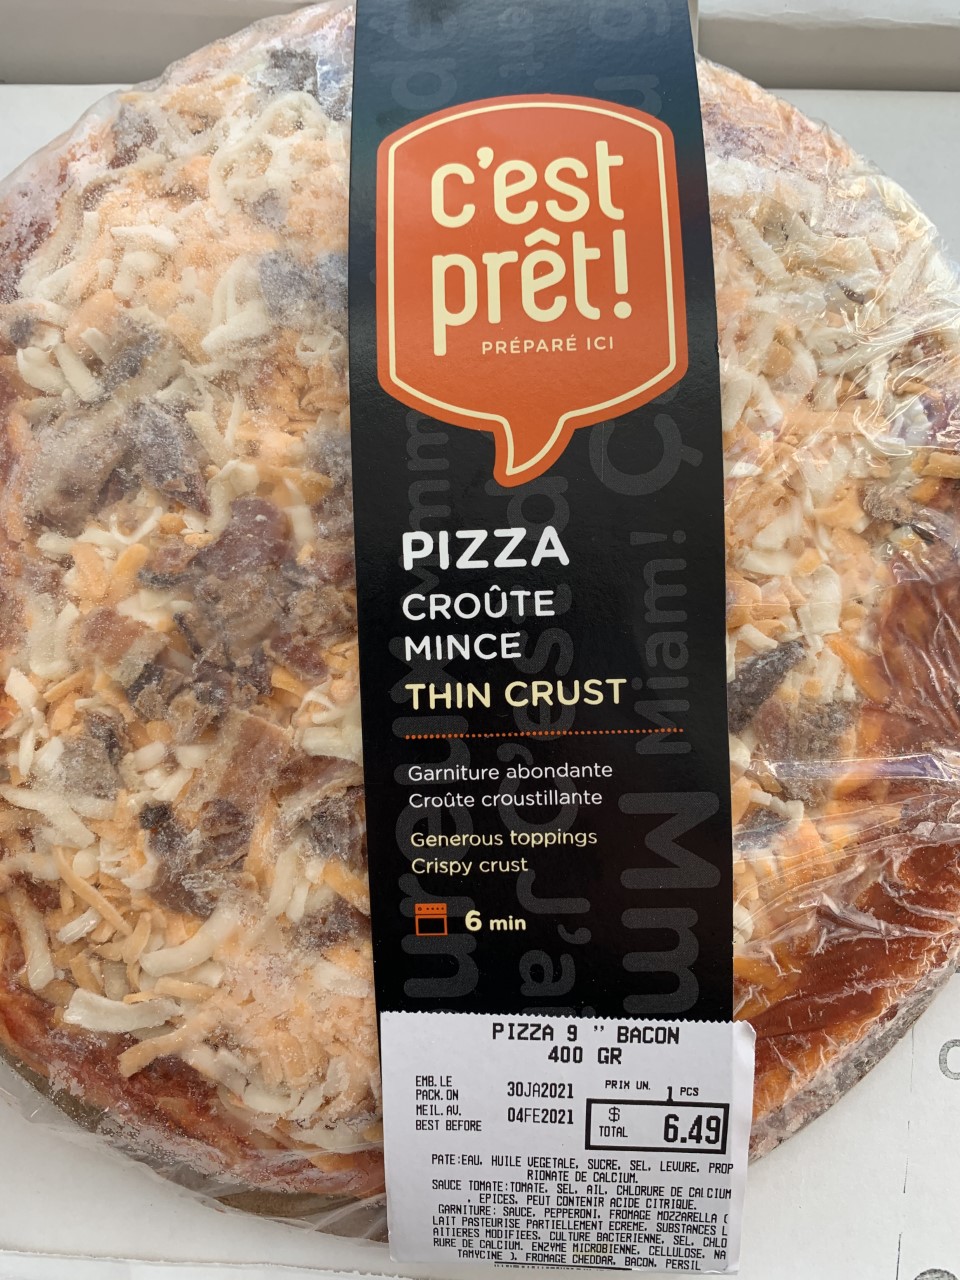 c'est
prêt!
PRÉPARÉ ICI
PIZZA
CROÛTE
MINCE
THIN CRUST
Garniture abondante
Croûte croustillante
Generous toppings
Crispy crust
6 min
PIZZA 9 " BACON
400 GR
EMB. LE
PACK. ON
30JA2021
PRIX UN.
1 PCS
MEIL. AV.
BEST BEFORE
04FE2021
$
TOTAL
6.49
PATE:EAU, HUILE VEGETALE, SUCRE, SEL, LEVURE, PROP
RIONATE DE CALCIUM.
SAUCE TOMATE:TOMATE, SEL, AIL, CHLORURE DE CALCIUM
, EPICES, PEUT CONTENIR ACIDE CITRIQUE.
GARNITURE: SAUCE, PEPPERONI, FROMAGE MOZZARELLA (
LAIT PASTEURISE PARTIELLEMENT ECREME, SUBSTANCES L
AITIERES MODIFIEES, CULTURE BACTERIENNE, SEL, CHLO
RURE DE CALCIUM, ENZYME MICROBIENNE, CELLULOSE, NA
TAMYCINE ), FROMAGE CHEDDAR, BACON, PERSIL
Miam!